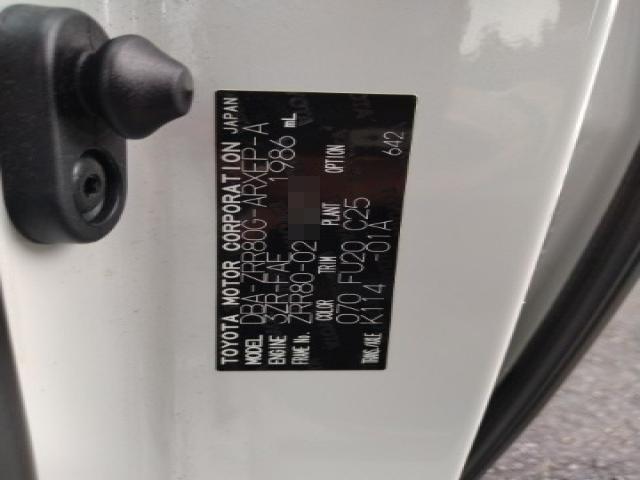 TOYOTA MOTOR CORPORATION JAPAN
MODEL DBA-ZRR80G-ARXEP-A
ENGINE 3ZR-FAE 1986 mL
FRAME No. ZRR80-02
COLOR TRIM PLANT OPTION
070 FU20 C25 642
TRANS./AXLE K114 -01A